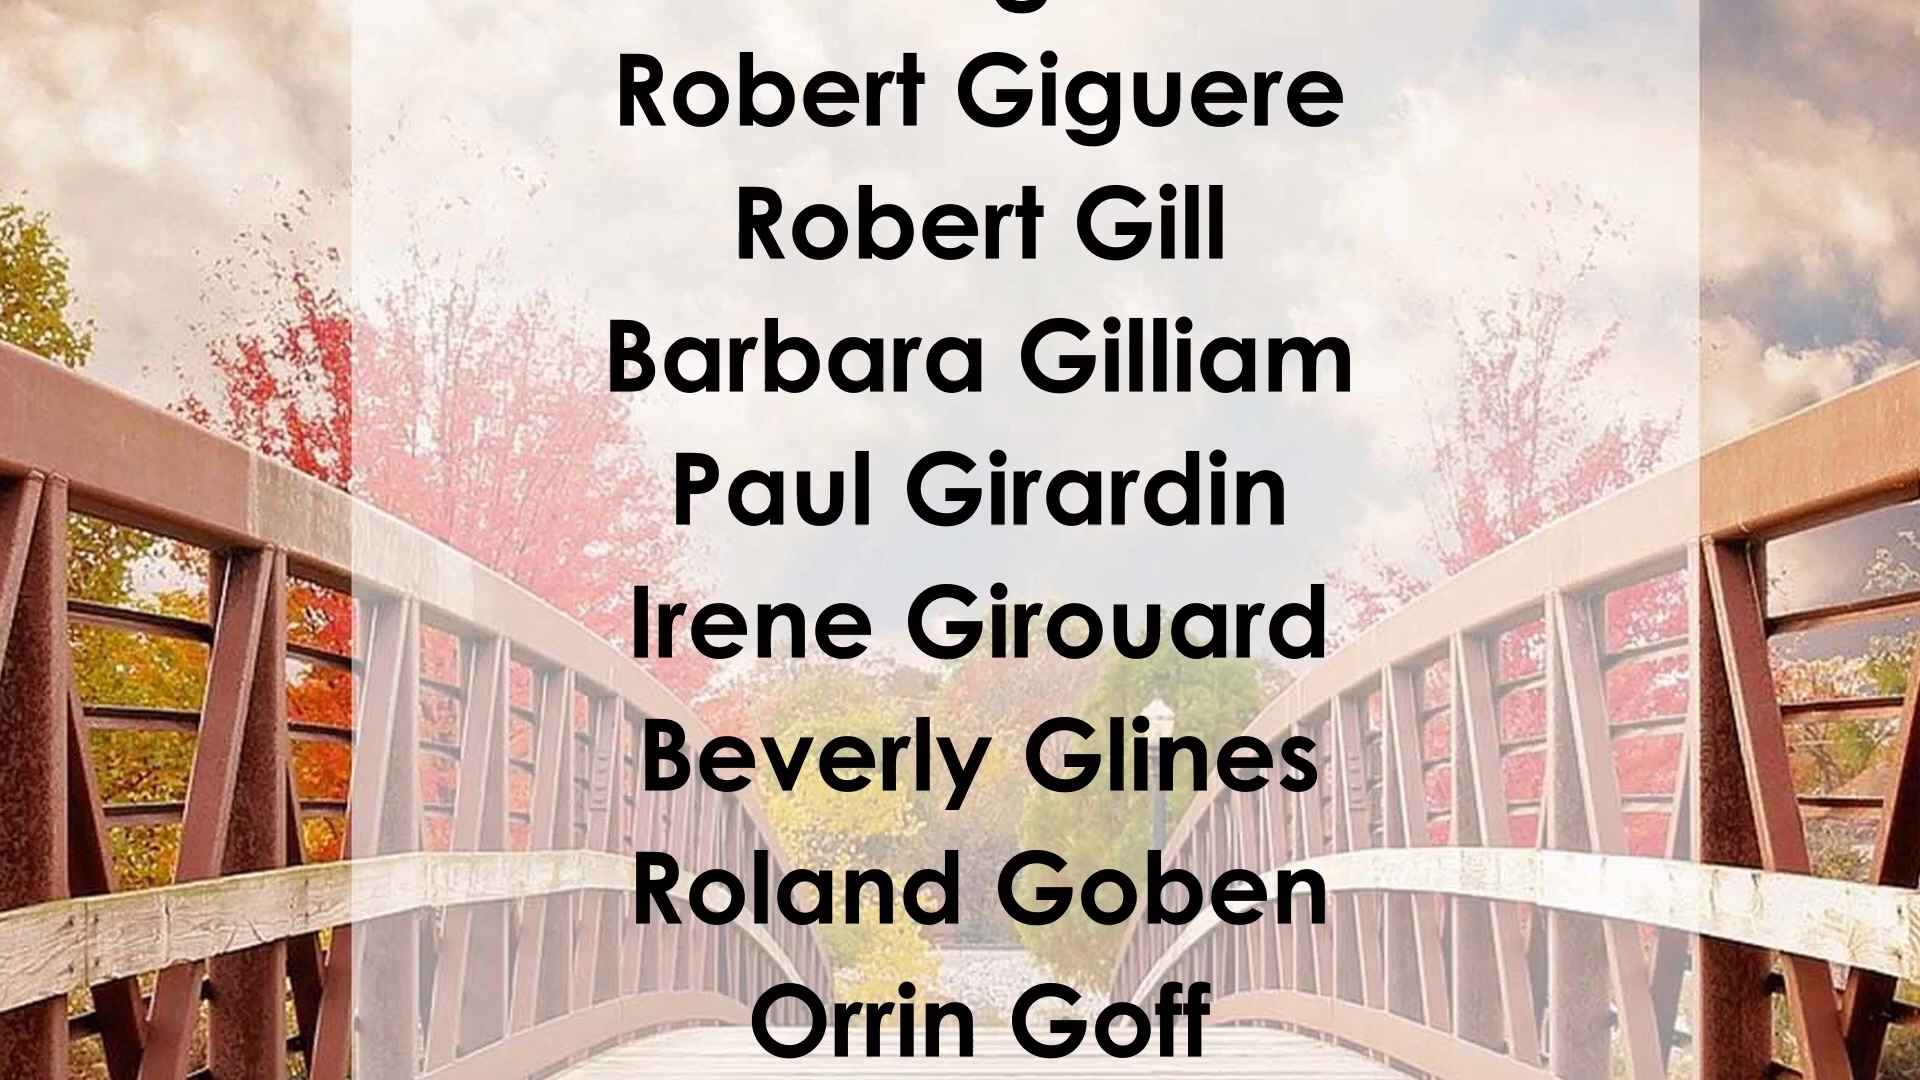 Robert Giguere
Robert Gill
Barbara Gilliam
Paul Girardin
Irene Girouard
Beverly Glines
Roland Goben
Orrin Goff